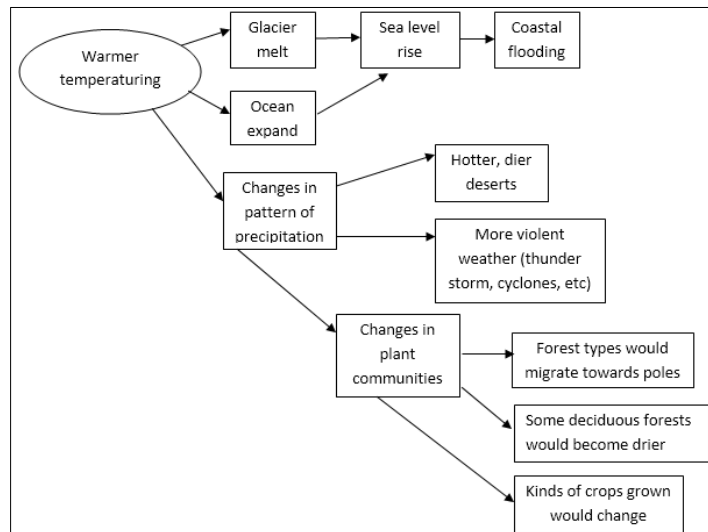 Warmer
temperaturing
Glacier
melt
Sea level
rise
Coastal
flooding
Ocean
expand
Changes in
pattern of
precipitation
Hotter, dier
deserts
More violent
weather (thunder
storm, cyclones, etc)
Changes in
plant
communities
Forest types would
migrate towards poles
Some deciduous forests
would become drier
Kinds of crops grown
would change